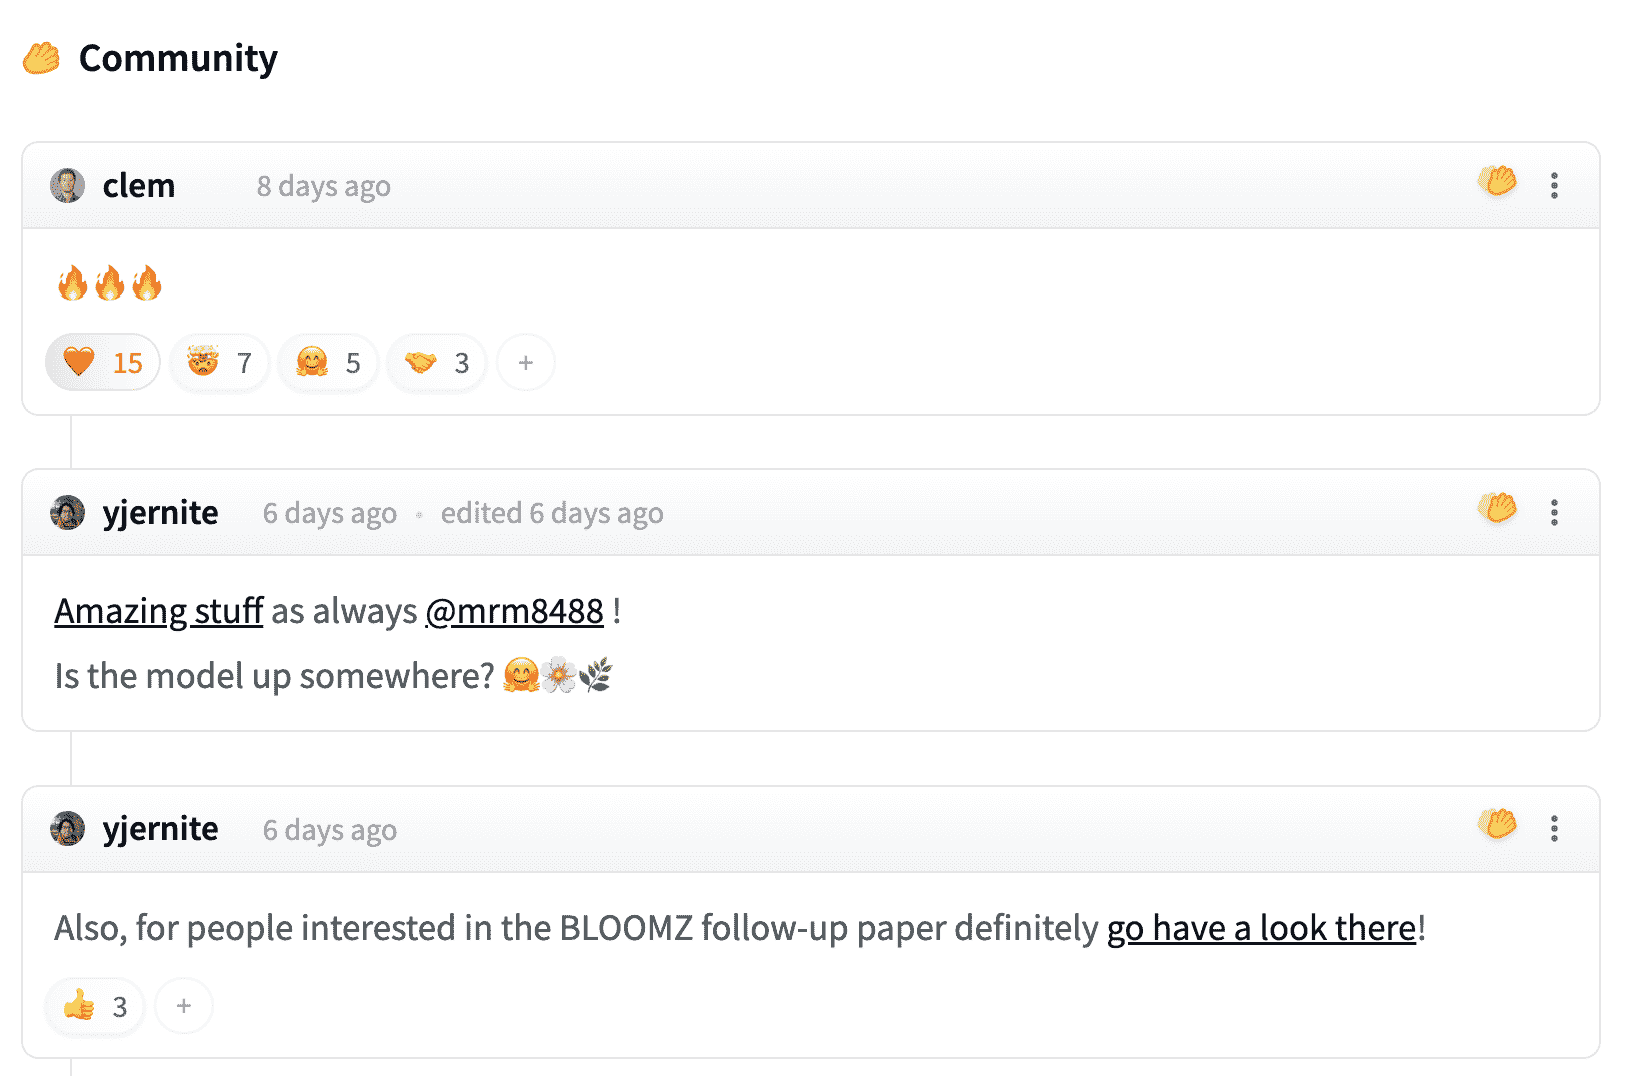 👏 Community
clem 8 days ago
🔥🔥🔥
🧡 15 🤯 7 🤗 5 🤝 3 +
yjernite 6 days ago • edited 6 days ago
Amazing stuff as always @mrm8488 !
Is the model up somewhere? 🤗🌸🌿
yjernite 6 days ago
Also, for people interested in the BLOOMZ follow-up paper definitely go have a look there!
👍 3 +